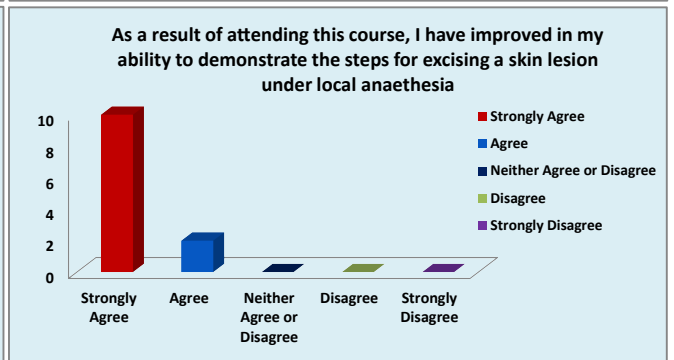 As a result of attending this course, I have improved in my
ability to demonstrate the steps for excising a skin lesion
under local anaethesia
10
8
6
4
2
0
Strongly
Agree
Agree
Neither
Agree or
Disagree
Disagree
Strongly
Disagree
Strongly Agree
Agree
Neither Agree or Disagree
Disagree
Strongly Disagree